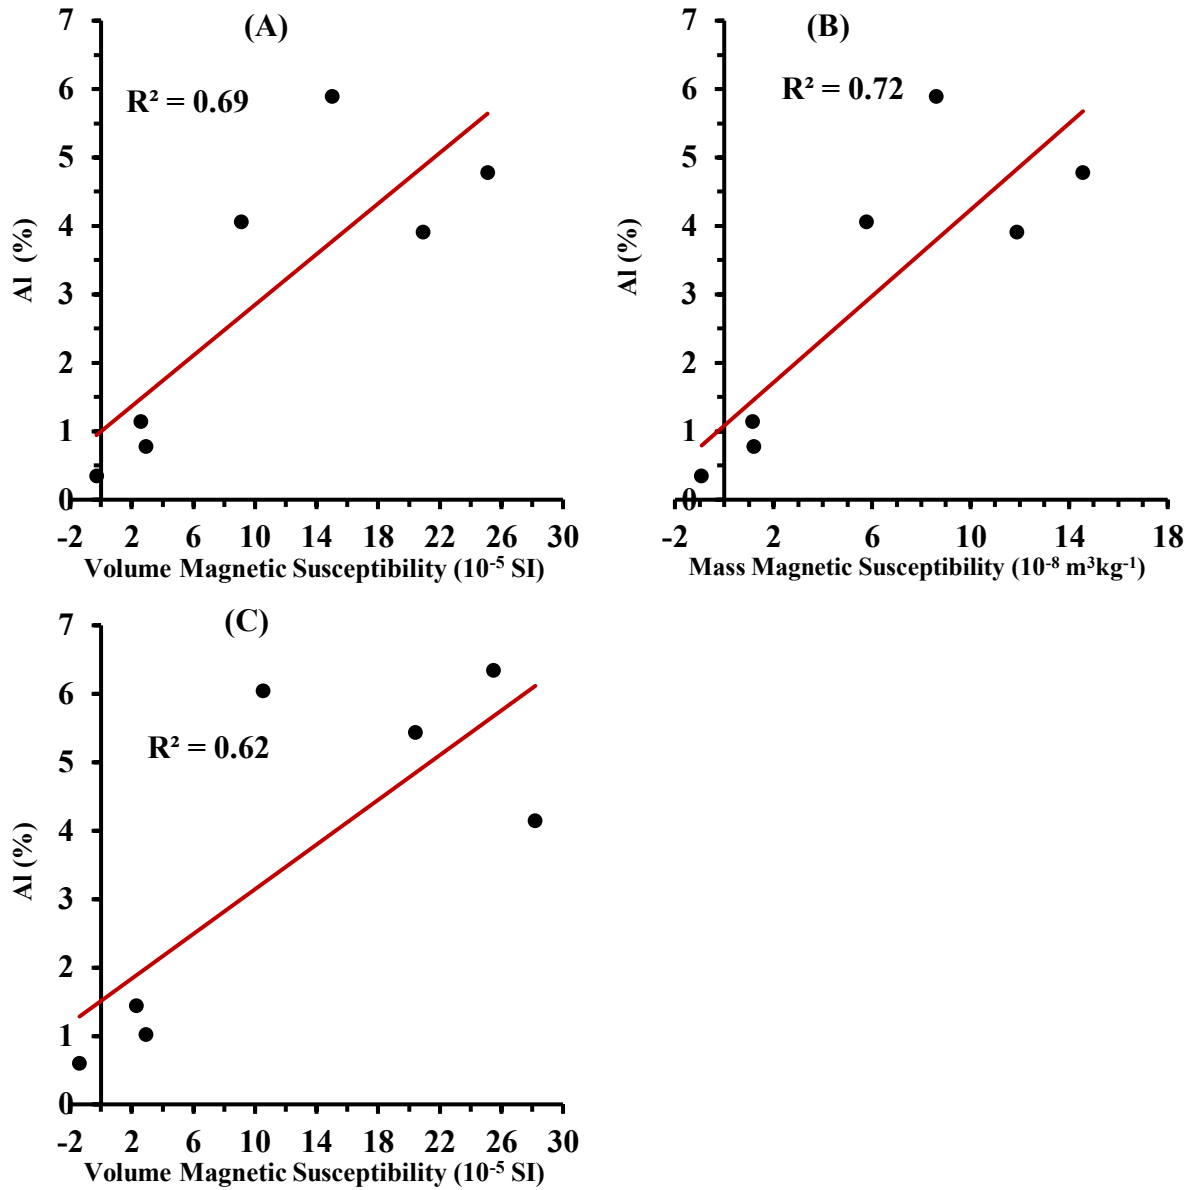 (A)
R² = 0.69
Al (%)
7
6
5
4
3
2
1
0
-2 2 6 10 14 18 22 26 30
Volume Magnetic Susceptibility (10⁻⁵ SI)
(B)
R² = 0.72
Al (%)
7
6
5
4
3
2
1
0
-2 2 6 10 14 18
Mass Magnetic Susceptibility (10⁻⁸ m³kg⁻¹)
(C)
R² = 0.62
Al (%)
7
6
5
4
3
2
1
0
-2 2 6 10 14 18 22 26 30
Volume Magnetic Susceptibility (10⁻⁵ SI)